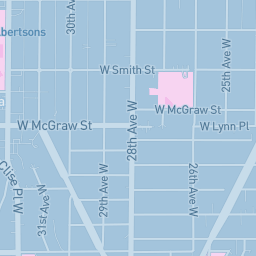 30th Ave W
bertsons
W Smith St
25th Ave W
W McGraw St
W McGraw St
W Lynn Pl
28th Ave W
Clise Pl W
31st Ave W
29th Ave W
26th Ave W